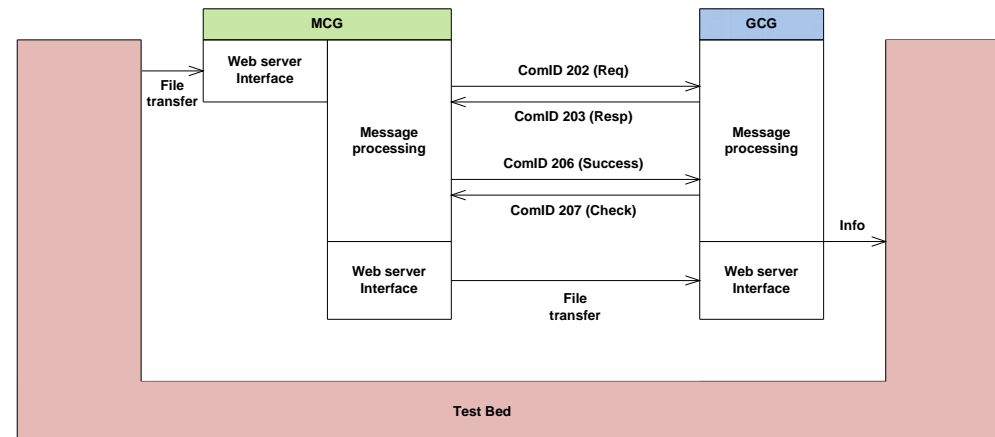 MCG
GCG
Web server
Interface
File
transfer
Message
processing
ComID 202 (Req)
ComID 203 (Resp)
ComID 206 (Success)
ComID 207 (Check)
Message
processing
Info
Web server
Interface
File
transfer
Web server
Interface
Test Bed